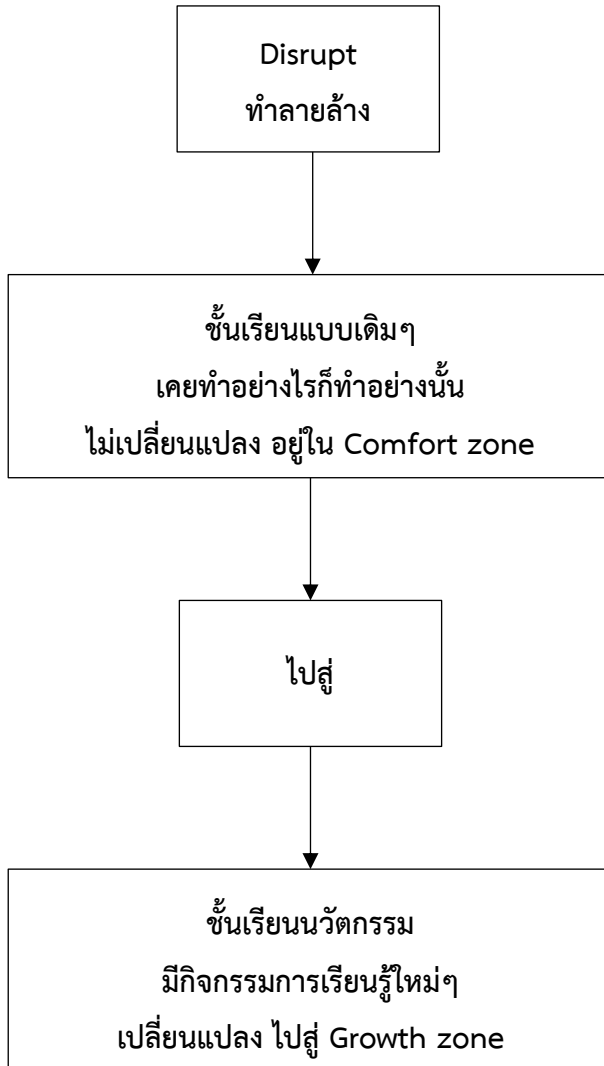 Disrupt
ทำลายล้าง
ชั้นเรียนแบบเดิมๆ
เคยทำอย่างไรก็ทำอย่างนั้น
ไม่เปลี่ยนแปลง อยู่ใน Comfort zone
ไปสู่
ชั้นเรียนนวัตกรรม
มีกิจกรรมการเรียนรู้ใหม่ๆ
เปลี่ยนแปลง ไปสู่ Growth zone